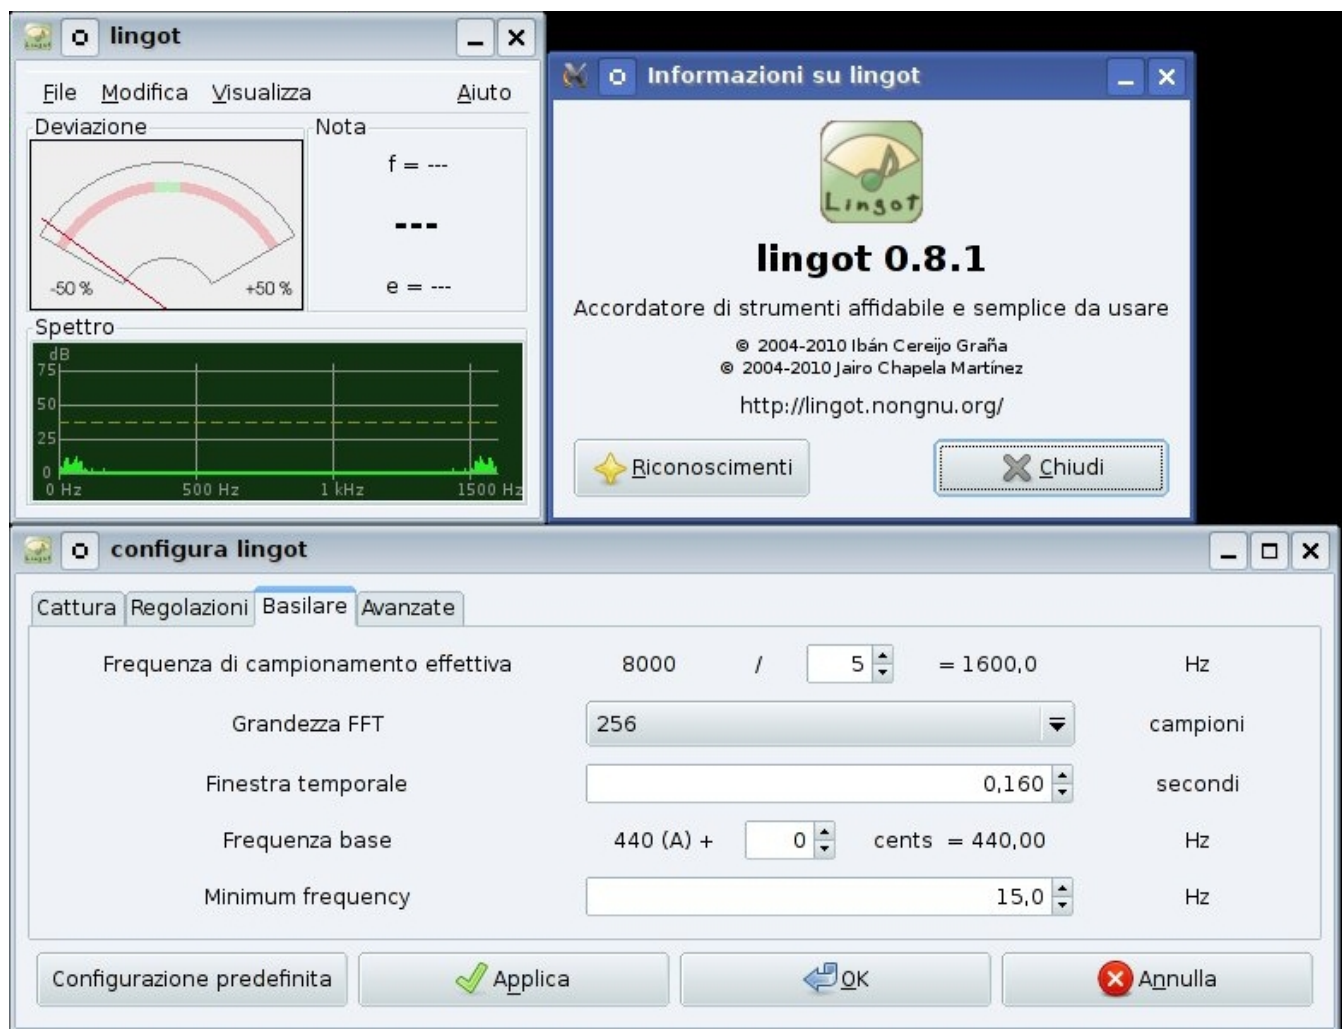 lingot
File Modifica Visualizza Aiuto
Deviazione
-50 % +50 %
Nota
f = ---
---
e = ---
Spettro
dB
75
50
25
0
0 Hz 500 Hz 1 kHz 1500 Hz
Informazioni su lingot
Lingot
lingot 0.8.1
Accordatore di strumenti affidabile e semplice da usare
© 2004-2010 Ibán Cereijo Graña
© 2004-2010 Jairo Chapela Martínez
http://lingot.nongnu.org/
Riconoscimenti Chiudi
configura lingot
Cattura Regolazioni Basilare Avanzate
Frequenza di campionamento effettiva 8000 / 5 = 1600,0 Hz
Grandezza FFT 256 campioni
Finestra temporale 0,160 secondi
Frequenza base 440 (A) + 0 cents = 440,00 Hz
Minimum frequency 15,0 Hz
Configurazione predefinita Applica OK Annulla